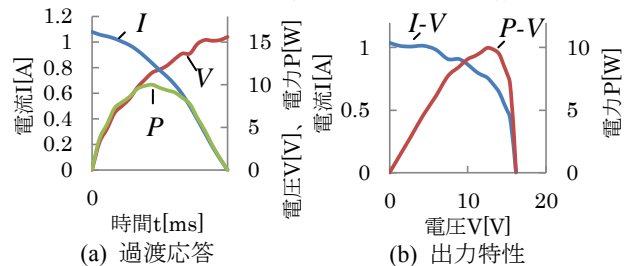 1.2
1
0.8
0.6
0.4
0.2
0
電流I[A]
I
V
P
15
10
5
0
電圧V[V]、電力P[W]
0
時間t[ms]
(a) 過渡応答
1
0.5
0
電流I[A]
I-V
P-V
10
5
0
電力P[W]
0 10 20
電圧V[V]
(b) 出力特性